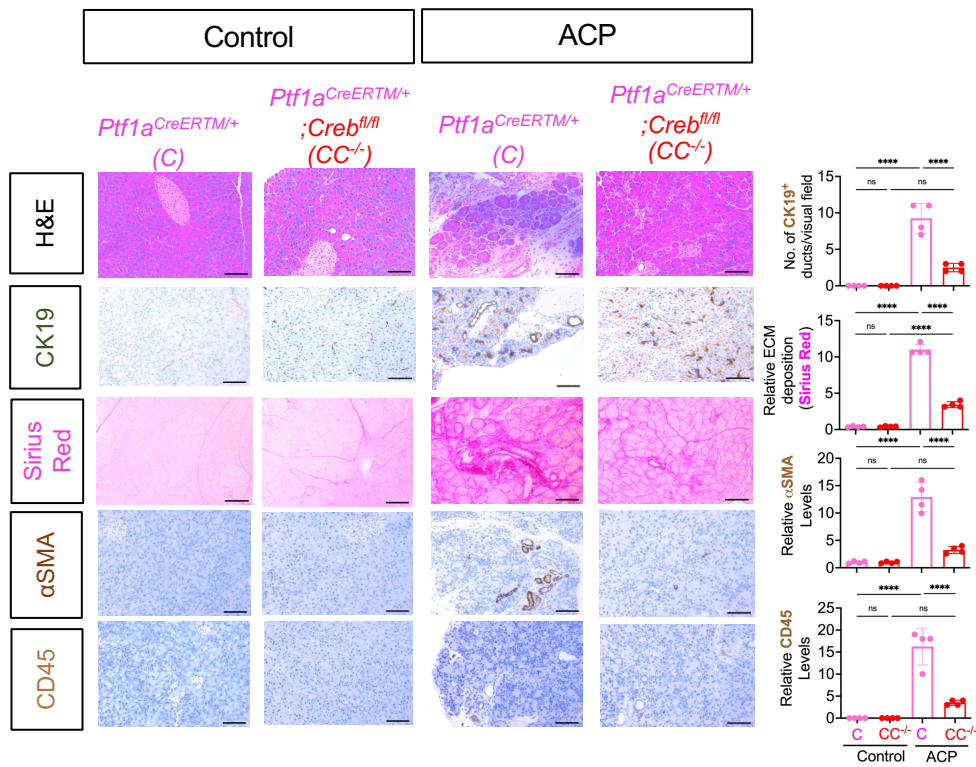 Control
ACP
Ptf1a^CreERTM/+
(C)
Ptf1a^CreERTM/+
;Creb^fl/fl
(CC^-/-)
Ptf1a^CreERTM/+
(C)
Ptf1a^CreERTM/+
;Creb^fl/fl
(CC^-/-)
H&E
CK19
Sirius
Red
αSMA
CD45
No. of CK19⁺
ducts/visual field
15
10
5
0
**** ****
ns ns
Relative ECM
deposition
(Sirius Red)
15
10
5
0
**** ****
ns ****
Relative αSMA
Levels
20
15
10
5
0
**** ****
ns ns
Relative CD45
Levels
25
20
15
10
5
0
**** ****
ns ns
C CC^-/- C CC^-/-
Control ACP